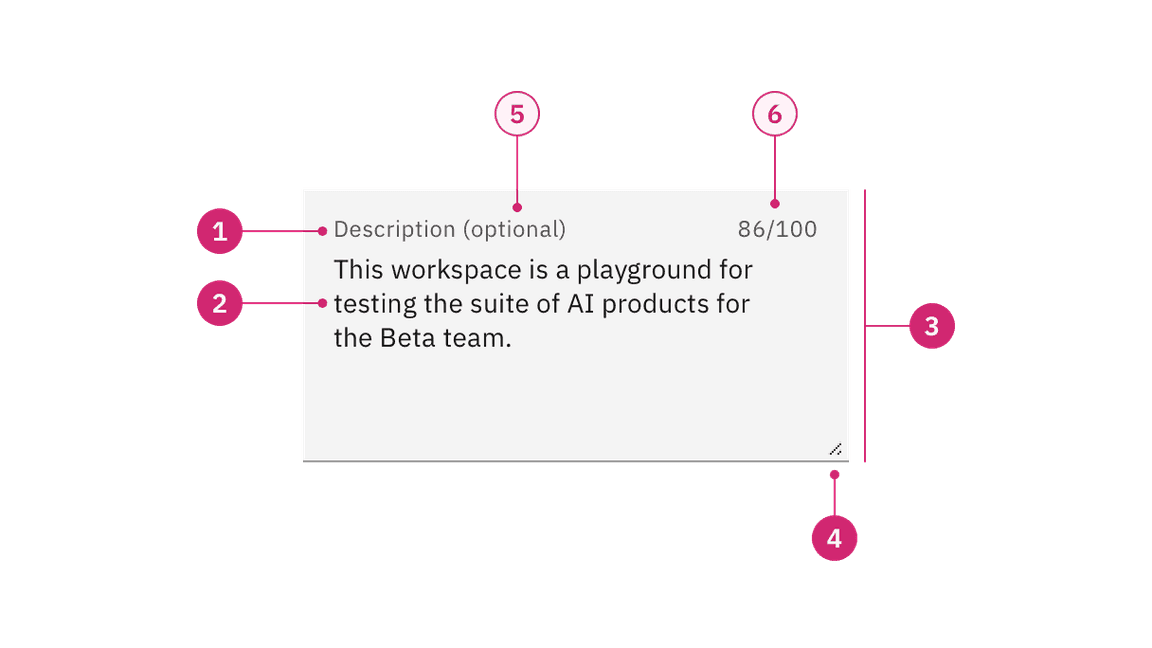 5 6
1 Description (optional) 86/100
This workspace is a playground for
2 testing the suite of AI products for
3
the Beta team.
4